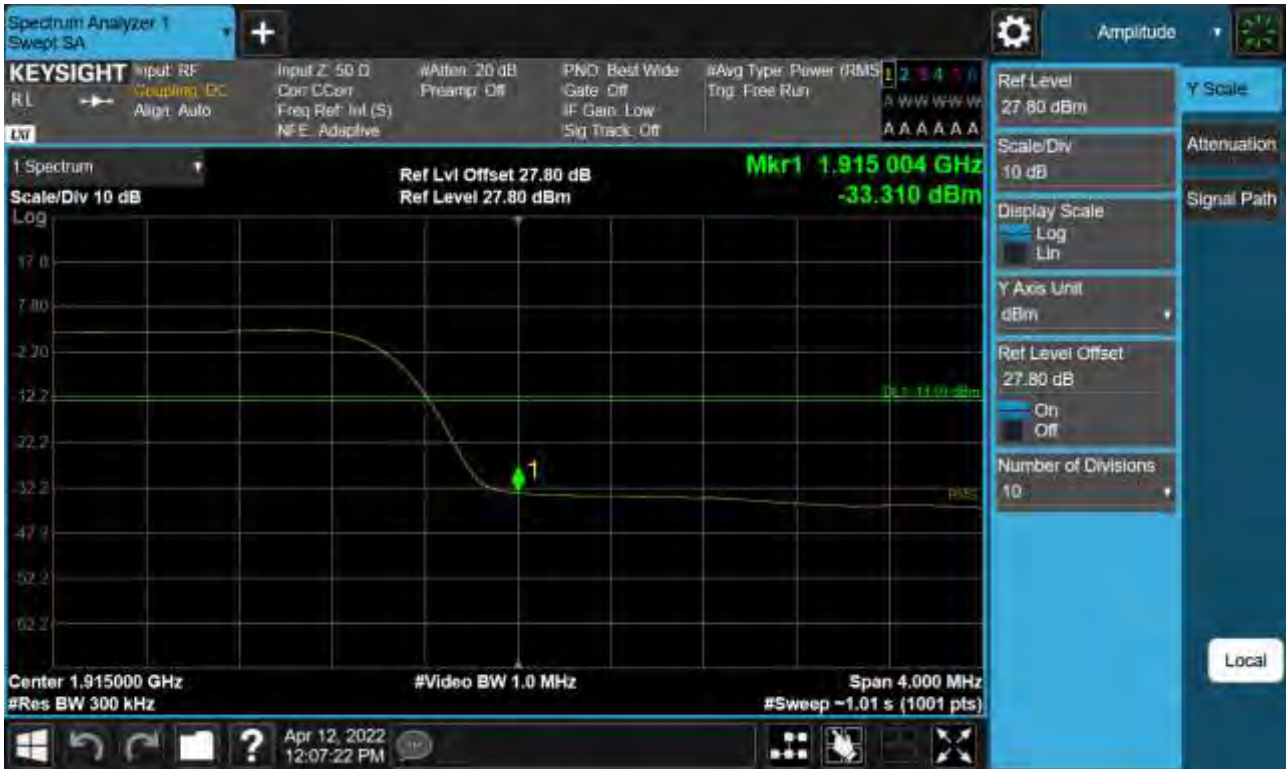 Spectrum Analyzer 1
Swept SA
Amplitude
KEYSIGHT
RL
Input: RF
Coupling: DC
Align: Auto
Input Z: 50 Ω
Corr CCorr
Freq Ref: Int (S)
NFE: Adaptive
#Atten: 20 dB
Preamp: Off
PNO: Best Wide
Gate: Off
IF Gain: Low
Sig Track: Off
#Avg Type: Power (RMS
Trig: Free Run
1 2 3 4 5 6
A W W W W W
A A A A A A
1 Spectrum
Scale/Div 10 dB
Ref Lvl Offset 27.80 dB
Ref Level 27.80 dBm
Mkr1 1.915 004 GHz
-33.310 dBm
Log
17.8
7.80
-2.20
-12.2
-22.2
-32.2
-42.2
-52.2
-62.2
DL1 -13.00 dBm
1
RMS
Center 1.915000 GHz
#Res BW 300 kHz
#Video BW 1.0 MHz
Span 4.000 MHz
#Sweep ~1.01 s (1001 pts)
Ref Level
27.80 dBm
Scale/Div
10 dB
Display Scale
Log
Lin
Y Axis Unit
dBm
Ref Level Offset
27.80 dB
On
Off
Number of Divisions
10
Y Scale
Attenuation
Signal Path
Local
?
Apr 12, 2022
12:07:22 PM